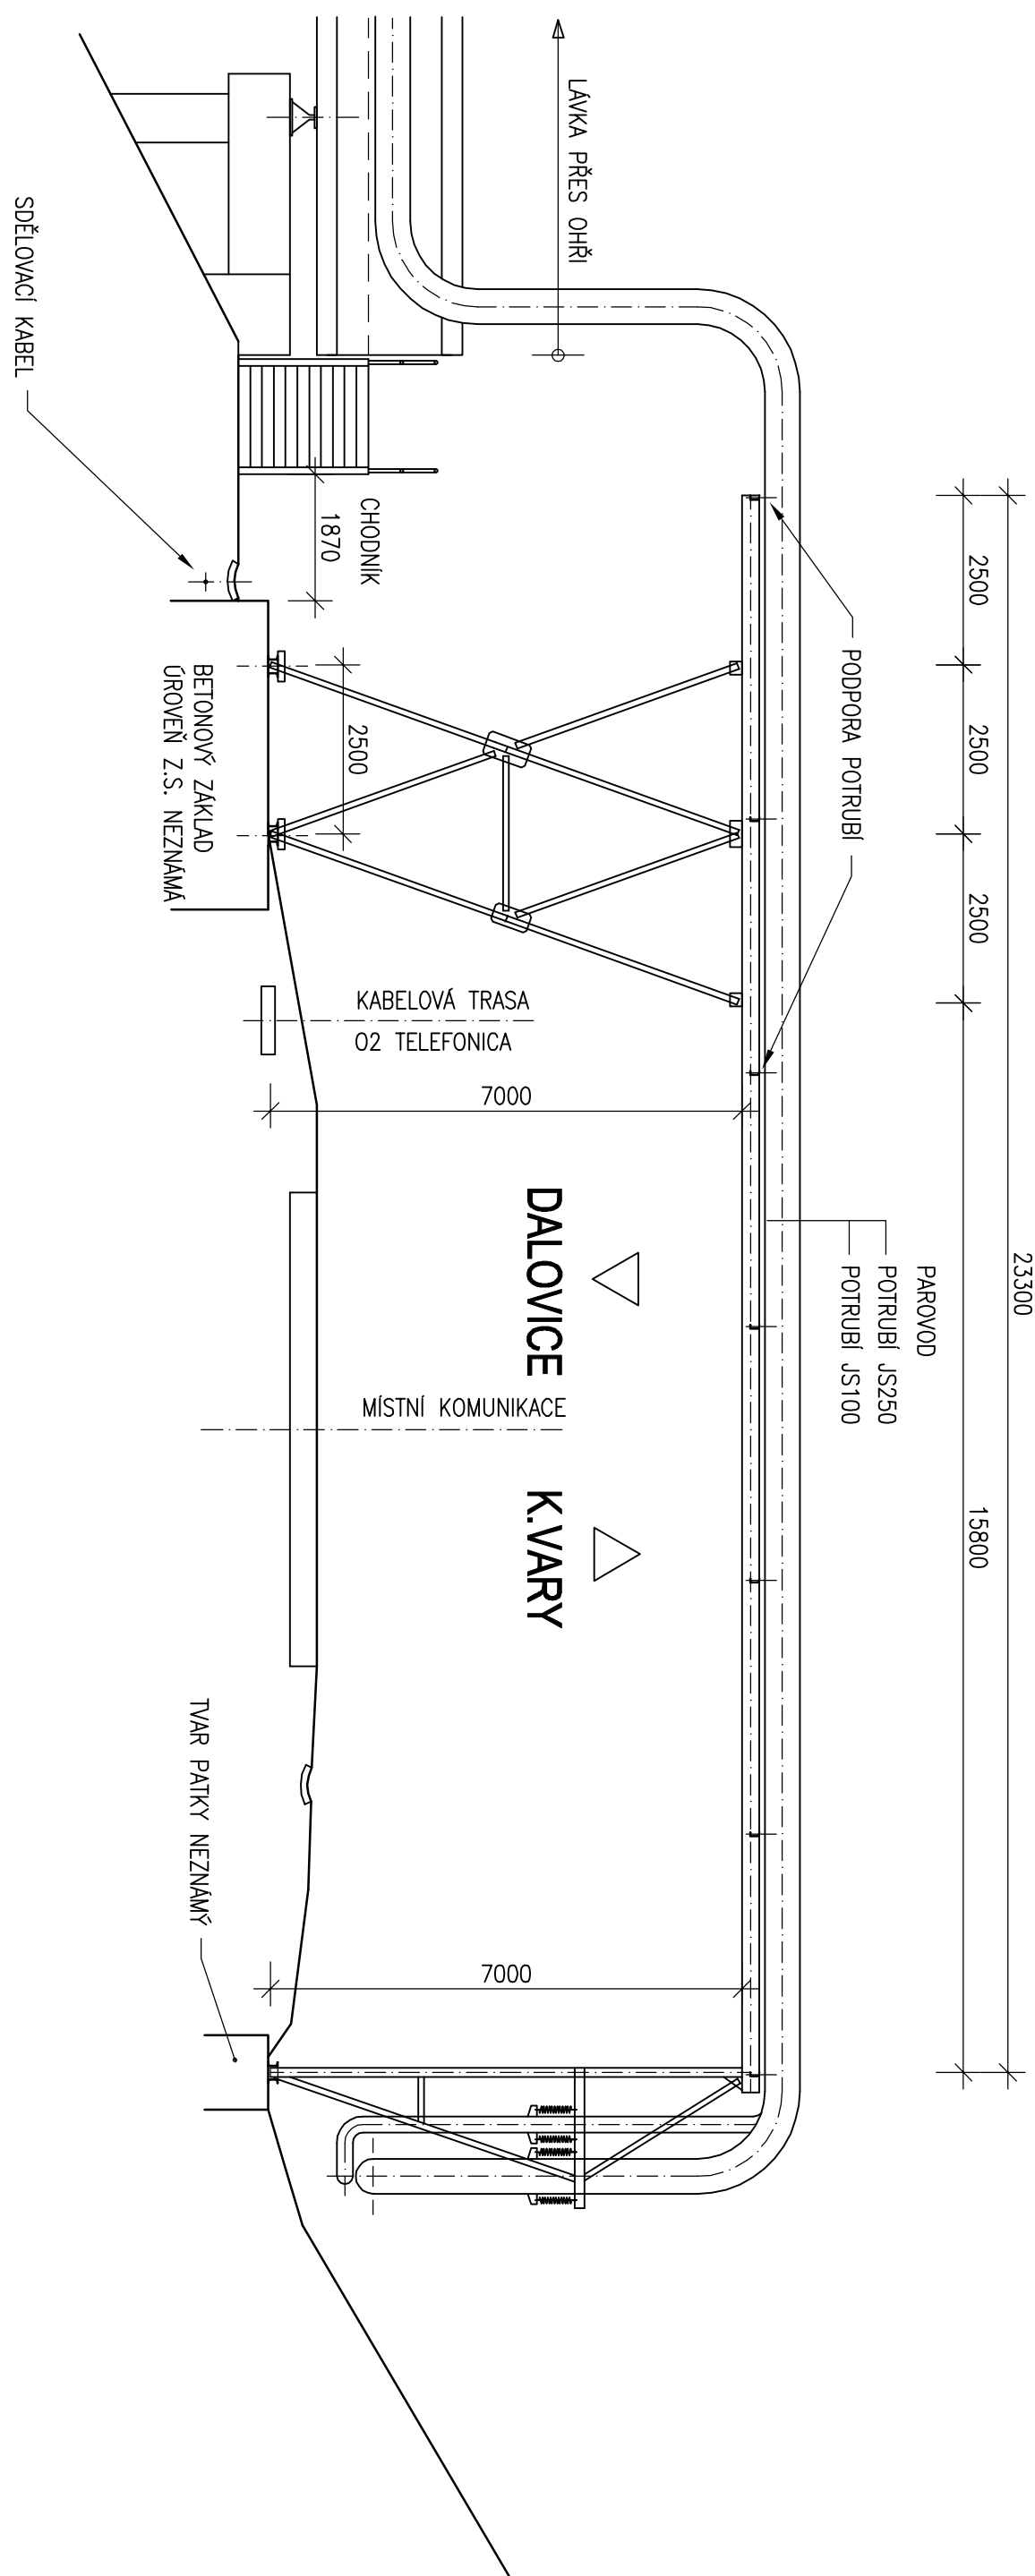 23300
2500
2500
2500
15800
PAROVOD
POTRUBÍ JS250
POTRUBÍ JS100
PODPORA POTRUBÍ
LÁVKA PŘES OHŘI
DALOVICE
K.VARY
MÍSTNÍ KOMUNIKACE
7000
7000
KABELOVÁ TRASA
O2 TELEFONICA
CHODNÍK
1870
2500
BETONOVÝ ZÁKLAD
ÚROVEŇ Z.S. NEZNÁMÁ
TVAR PATKY NEZNÁMÝ
SDĚLOVACÍ KABEL